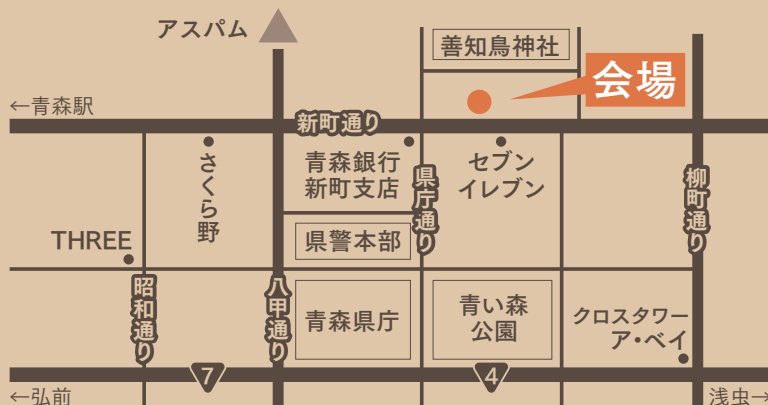 アスパム
善知鳥神社
会場
←青森駅
新町通り
さくら野
青森銀行
新町支店
県庁通り
セブン
イレブン
柳町通り
THREE
県警本部
昭和通り
八甲通り
青森県庁
青い森
公園
クロスタワー
ア・ベイ
7
4
←弘前
浅虫→